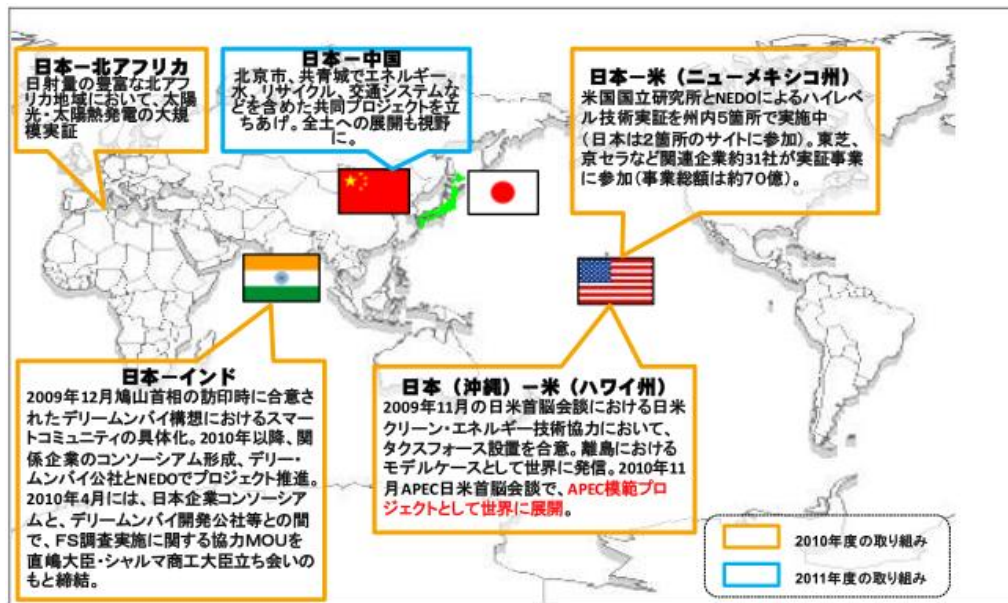 日本－北アフリカ
日射量の豊富な北アフ
リカ地域において、太陽
光・太陽熱発電の大規
模実証
日本－中国
北京市、共青城でエネルギー、
水、リサイクル、交通システムな
どを含めた共同プロジェクトを立
ちあげ。全土への展開も視野
に。
日本－米（ニューメキシコ州）
米国国立研究所とNEDOによるハイレベ
ル技術実証を州内5箇所で実施中
（日本は２箇所のサイトに参加）。東芝、
京セラなど関連企業約31社が実証事業
に参加（事業総額は約７０億）。
日本－インド
2009年12月鳩山首相の訪印時に合意さ
れたデリームンバイ構想におけるスマー
トコミュニティの具体化。2010年以降、関
係企業のコンソーシアム形成、デリー・
ムンバイ公社とNEDOでプロジェクト推進。
2010年4月には、日本企業コンソーシア
ムと、デリームンバイ開発公社等との間
で、ＦＳ調査実施に関する協力ＭＯＵを
直嶋大臣・シャルマ商工大臣立ち会いの
もと締結。
日本（沖縄）－米（ハワイ州）
2009年11月の日米首脳会談における日米
クリーン・エネルギー技術協力において、
タクスフォース設置を合意。離島における
モデルケースとして世界に発信。2010年11
月APEC日米首脳会談で、APEC模範プロ
ジェクトとして世界に展開。
2010年度の取り組み
2011年度の取り組み